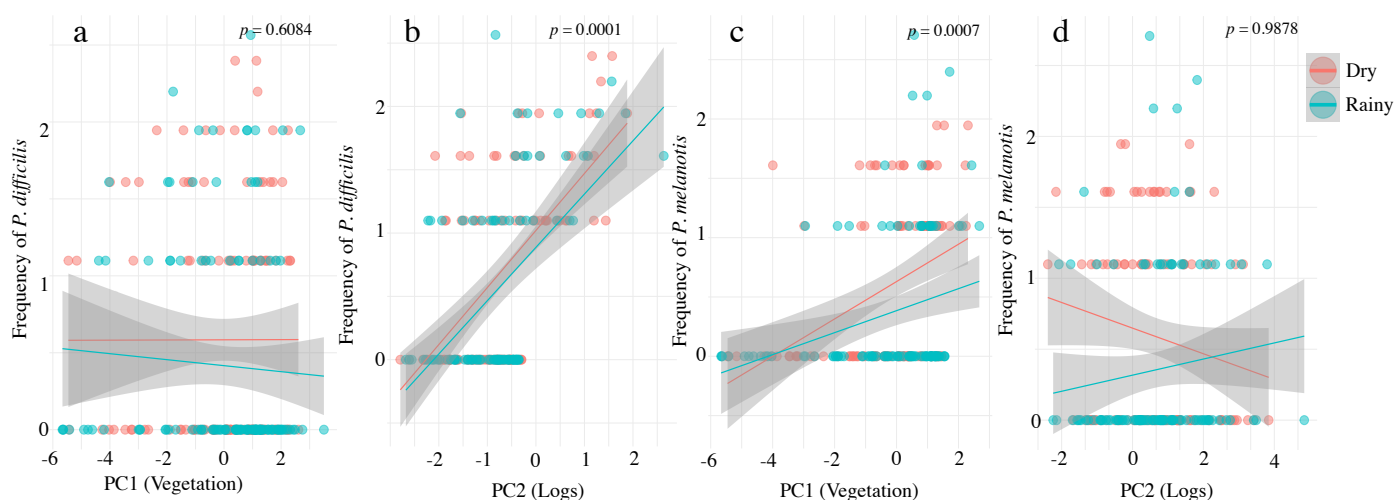 a
p = 0.6084
Frequency of P. difficilis
2
1
0
-6
-4
-2
0
2
PC1 (Vegetation)
b
p = 0.0001
Frequency of P. difficilis
2
1
0
-2
-1
0
1
2
PC2 (Logs)
c
p = 0.0007
Frequency of P. melanotis
2
1
0
-6
-4
-2
0
2
PC1 (Vegetation)
d
p = 0.9878
Frequency of P. melanotis
2
1
0
-2
0
2
4
PC2 (Logs)
Dry
Rainy